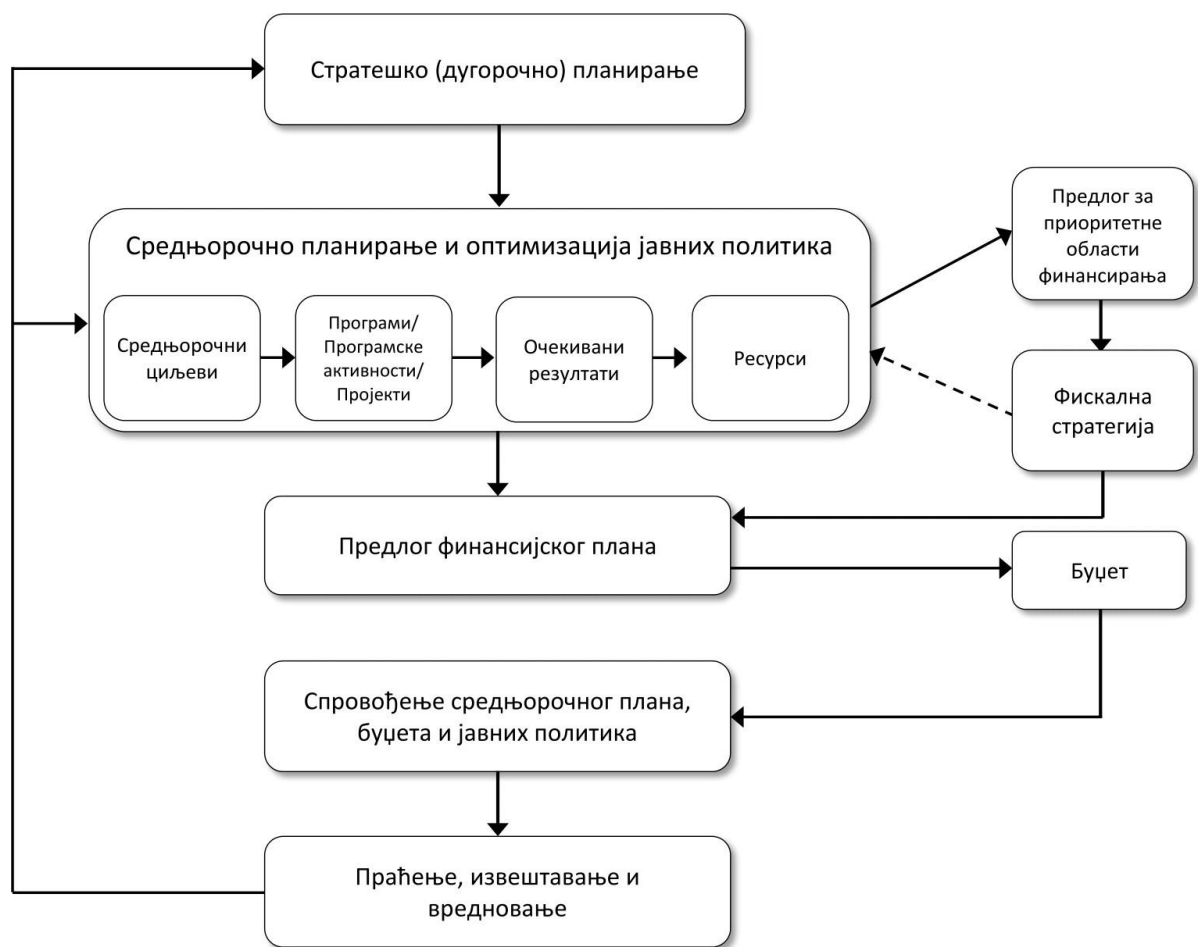 Стратешко (дугорочно) планирање
Средњорочно планирање и оптимизација јавних политика
Средњорочни
циљеви
Програми/
Програмске
активности/
Пројекти
Очекивани
резултати
Ресурси
Предлог за
приоритетне
области
финансирања
Фискална
стратегија
Предлог финансијског плана
Буџет
Спровођење средњорочног плана,
буџета и јавних политика
Праћење, извештавање и
вредновање